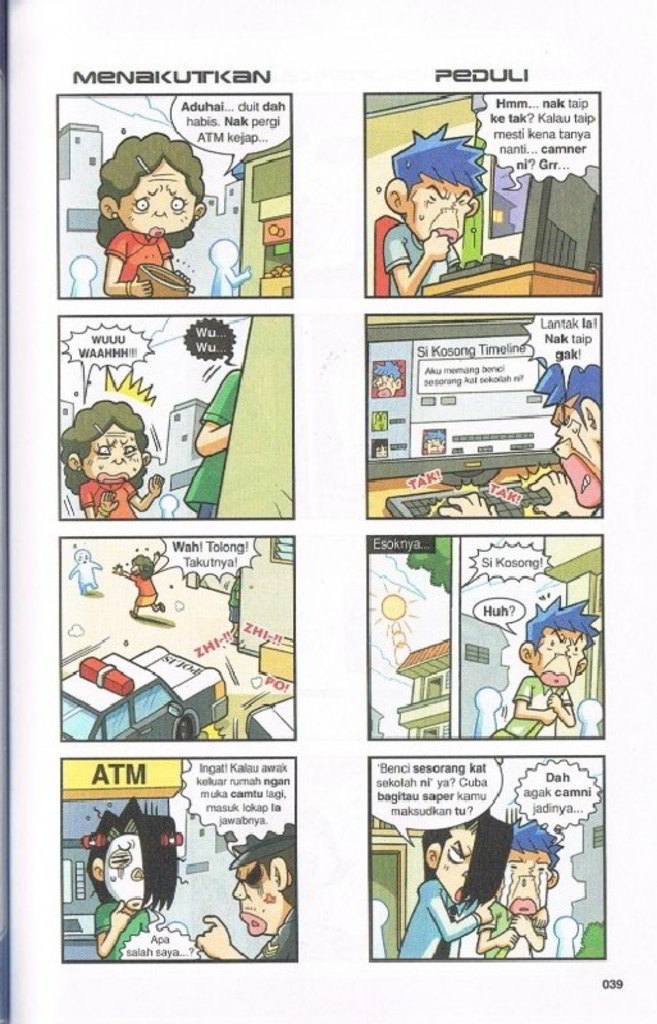 MENAKUTKAN
Aduhai... duit dah
habis. Nak pergi
ATM kejap...
WUUU
WAAHHH!!!
Wu...
Wu...
Wah! Tolong!
Takutnya!
ZHI-!!
ZHI-!!
PO!
POLIS
ATM
Ingat! Kalau awak
keluar rumah ngan
muka camtu lagi,
masuk lokap la
jawabnya.
Apa
salah saya...?
PEDULI
Hmm... nak taip
ke tak? Kalau taip
mesti kena tanya
nanti... camner
ni? Grr...
Lantak la!
Nak taip
gak!
Si Kosong Timeline
Aku memang benci
sesorang kat sekolah ni!
TAK!
TAK!
Esoknya...
Si Kosong!
Huh?
'Benci sesorang kat
sekolah ni' ya? Cuba
bagitau saper kamu
maksudkan tu?
Dah
agak camni
jadinya...
039